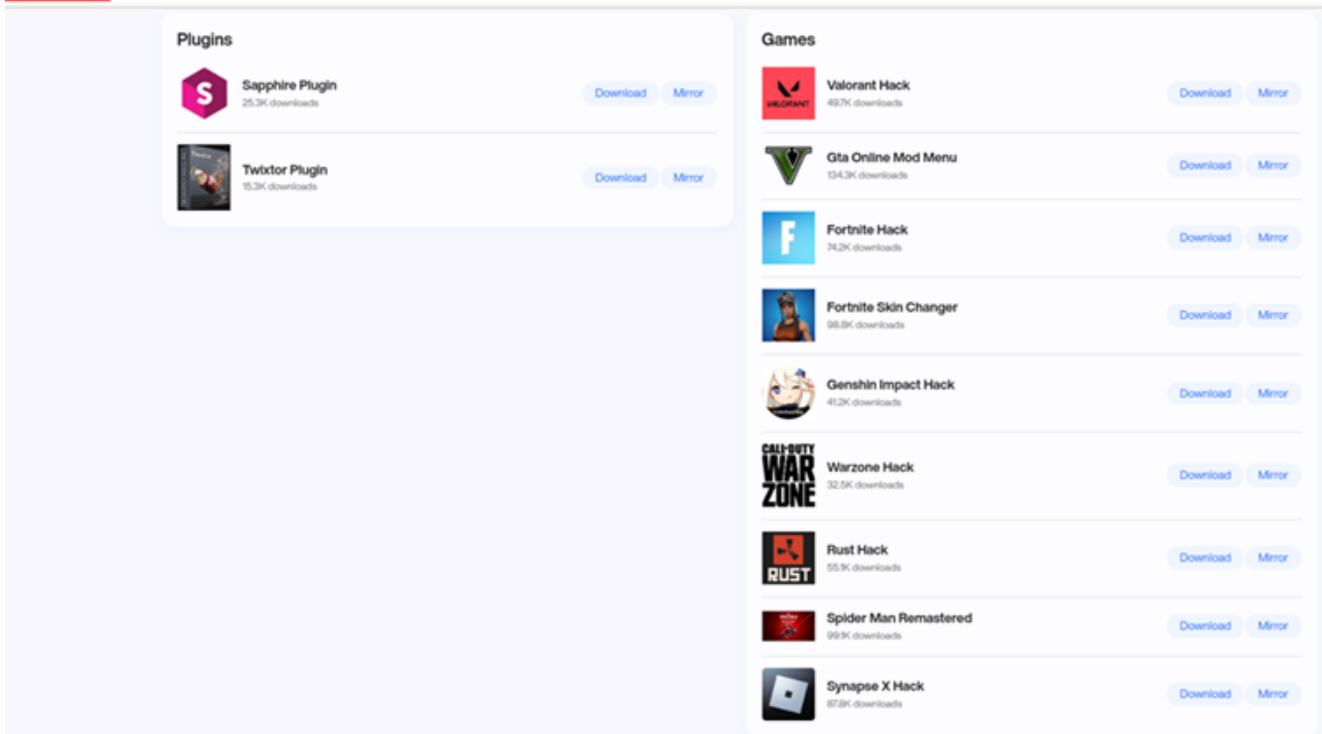 Plugins
Sapphire Plugin
25.3K downloads
Download Mirror
Twixtor Plugin
15.3K downloads
Download Mirror
Games
VALORANT
Valorant Hack
49.7K downloads
Download Mirror
Gta Online Mod Menu
134.3K downloads
Download Mirror
Fortnite Hack
74.2K downloads
Download Mirror
Fortnite Skin Changer
98.8K downloads
Download Mirror
Genshin Impact Hack
41.2K downloads
Download Mirror
CALL OF DUTY
WAR
ZONE
Warzone Hack
32.5K downloads
Download Mirror
RUST
Rust Hack
55.1K downloads
Download Mirror
Spider Man Remastered
99.1K downloads
Download Mirror
Synapse X Hack
87.8K downloads
Download Mirror